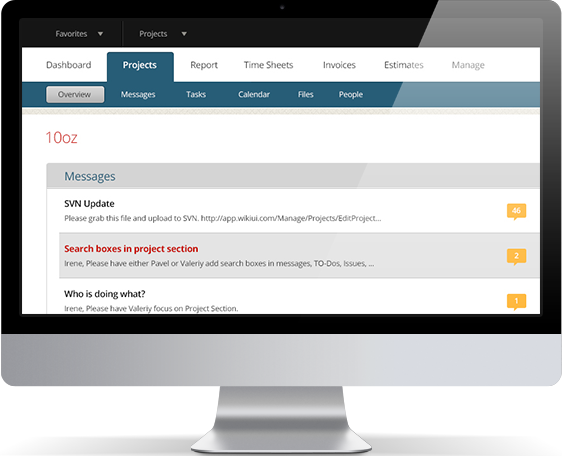 Favorites Projects
Dashboard Projects Report Time Sheets Invoices Estimates Manage
Overview Messages Tasks Calendar Files People
10oz
Messages
SVN Update
Please grab this file and upload to SVN. http://app.wikiui.com/Manage/Projects/EditProject...
46
Search boxes in project section
Irene, Please have either Pavel or Valeriy add search boxes in messages, TO-Dos, Issues, ...
2
Who is doing what?
Irene, Please have Valeriy focus on Project Section.
1